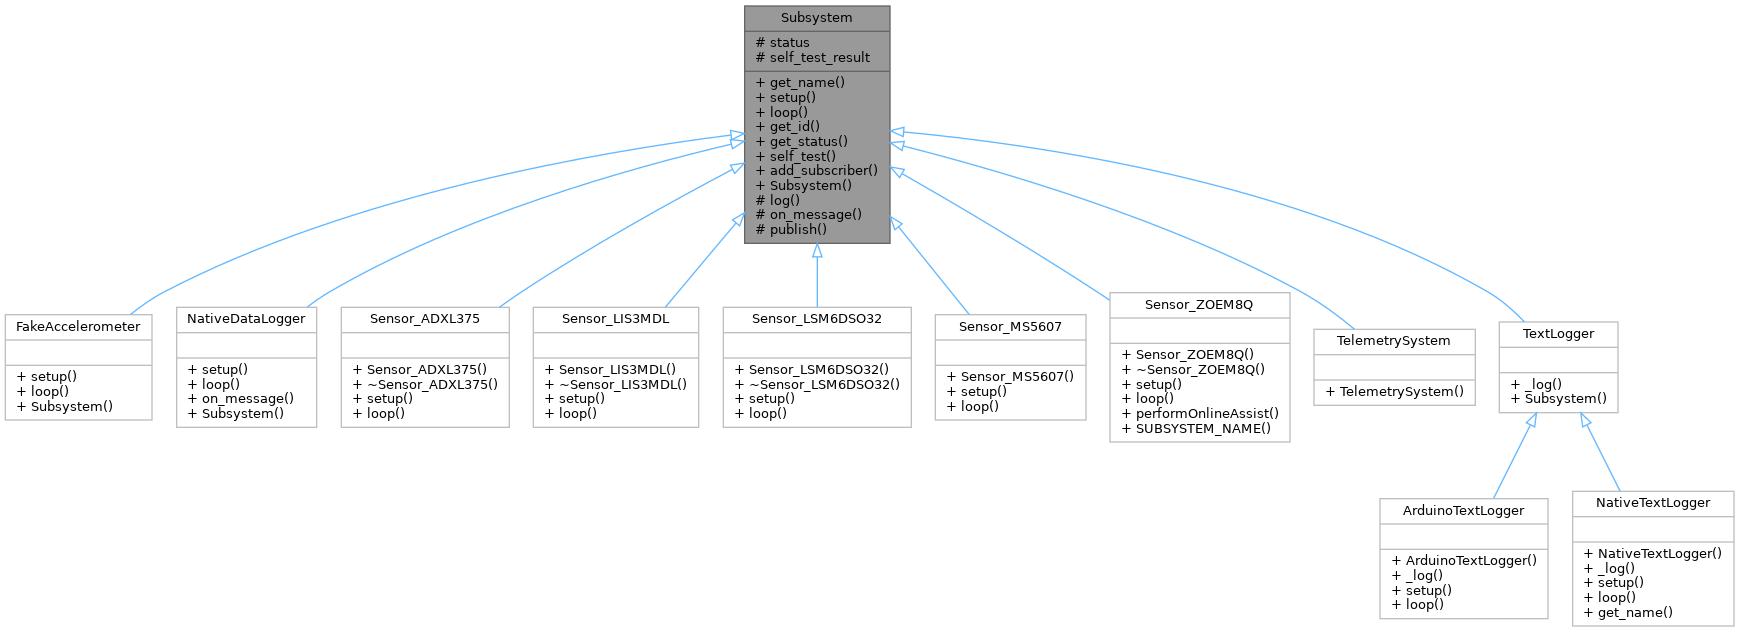 Subsystem
# status
# self_test_result
+ get_name()
+ setup()
+ loop()
+ get_id()
+ get_status()
+ self_test()
+ add_subscriber()
+ Subsystem()
# log()
# on_message()
# publish()
FakeAccelerometer
+ setup()
+ loop()
+ Subsystem()
NativeDataLogger
+ setup()
+ loop()
+ on_message()
+ Subsystem()
Sensor_ADXL375
+ Sensor_ADXL375()
+ ~Sensor_ADXL375()
+ setup()
+ loop()
Sensor_LIS3MDL
+ Sensor_LIS3MDL()
+ ~Sensor_LIS3MDL()
+ setup()
+ loop()
Sensor_LSM6DSO32
+ Sensor_LSM6DSO32()
+ ~Sensor_LSM6DSO32()
+ setup()
+ loop()
Sensor_MS5607
+ Sensor_MS5607()
+ setup()
+ loop()
Sensor_ZOEM8Q
+ Sensor_ZOEM8Q()
+ ~Sensor_ZOEM8Q()
+ setup()
+ loop()
+ performOnlineAssist()
+ SUBSYSTEM_NAME()
TelemetrySystem
+ TelemetrySystem()
TextLogger
+ _log()
+ Subsystem()
ArduinoTextLogger
+ ArduinoTextLogger()
+ _log()
+ setup()
+ loop()
NativeTextLogger
+ NativeTextLogger()
+ _log()
+ setup()
+ loop()
+ get_name()